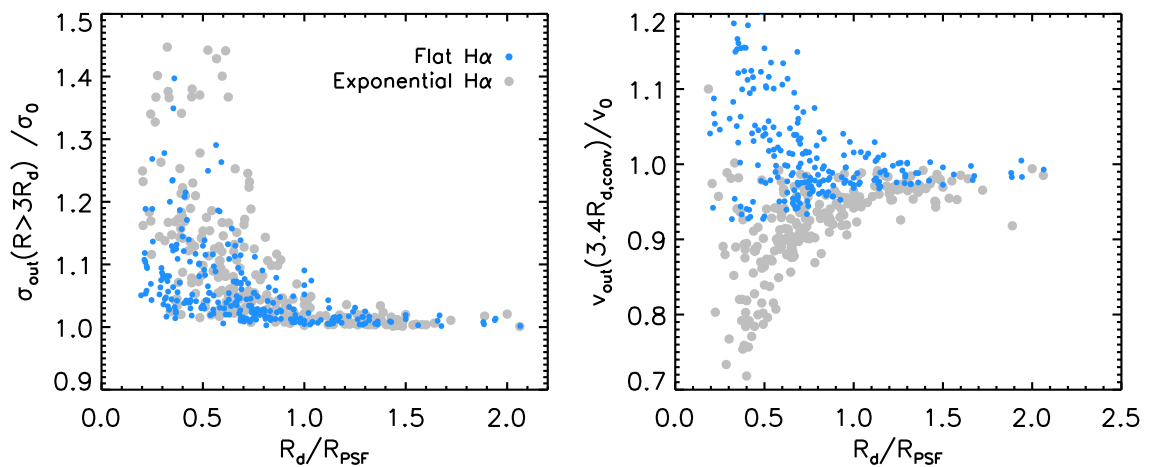 σout(R>3Rd) /σ0
1.5
1.4
1.3
1.2
1.1
1.0
0.9
Flat Hα
Exponential Hα
0.0 0.5 1.0 1.5 2.0
Rd/RPSF
vout(3.4Rd,conv)/v0
1.2
1.1
1.0
0.9
0.8
0.7
0.0 0.5 1.0 1.5 2.0 2.5
Rd/RPSF